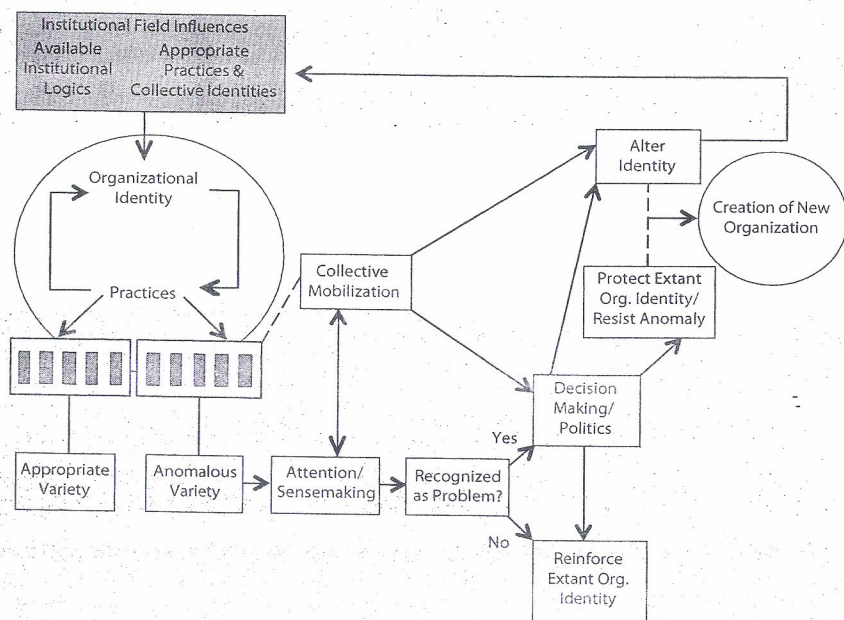 Institutional Field Influences
Available
Institutional
Logics
Appropriate
Practices &
Collective Identities
Organizational
Identity
Practices
Appropriate
Variety
Anomalous
Variety
Attention/
Sensemaking
Collective
Mobilization
Recognized
as Problem?
Yes
No
Decision
Making/
Politics
Reinforce
Extant Org.
Identity
Alter
Identity
Protect Extant
Org. Identity/
Resist Anomaly
Creation of New
Organization